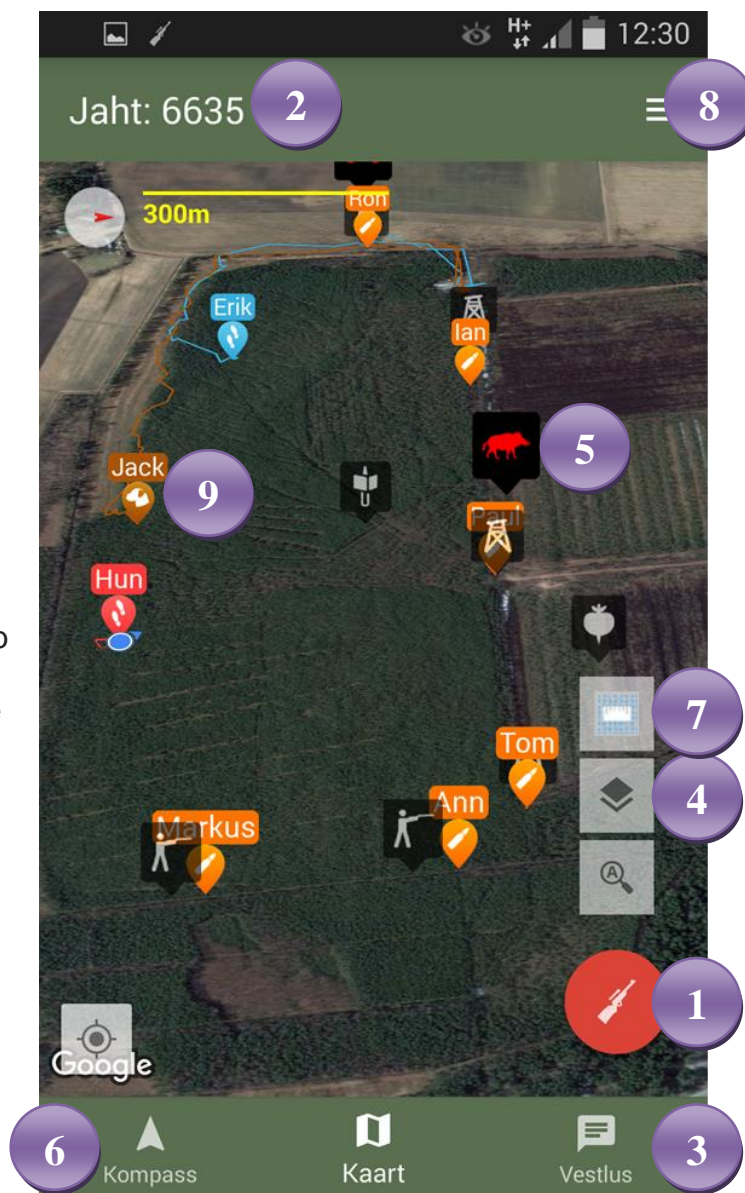 H+
12:30
Jaht: 6635
2
8
300m
Ron
Erik
Ian
5
Jack
9
Paul
Hun
7
Tom
4
Ann
Markus
A
1
Google
6
Kompass
Kaart
Vestlus
3